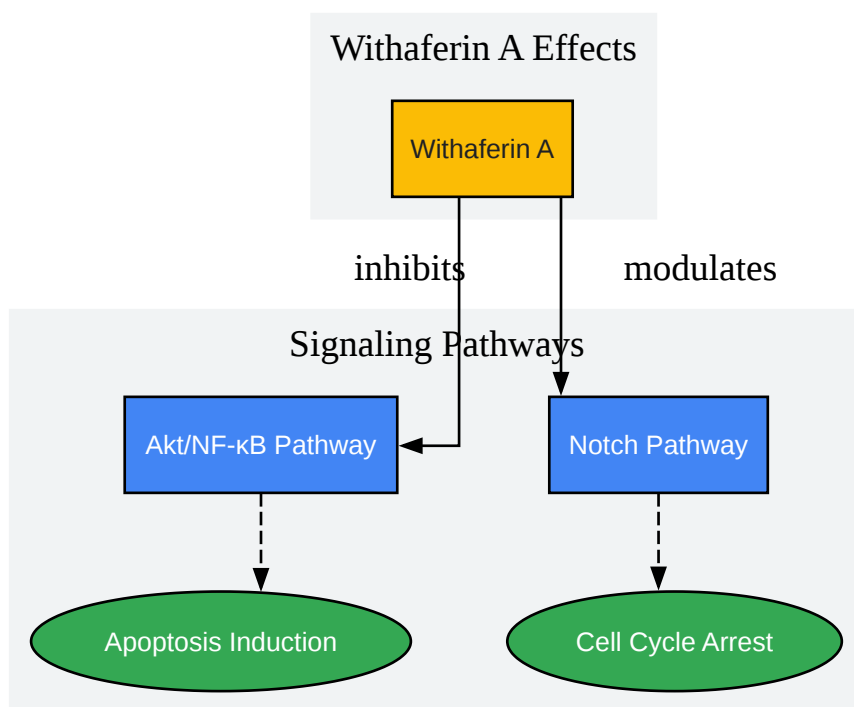 Withaferin A Effects
Withaferin A
inhibits
modulates
Signaling Pathways
Akt/NF-κB Pathway
Notch Pathway
Apoptosis Induction
Cell Cycle Arrest